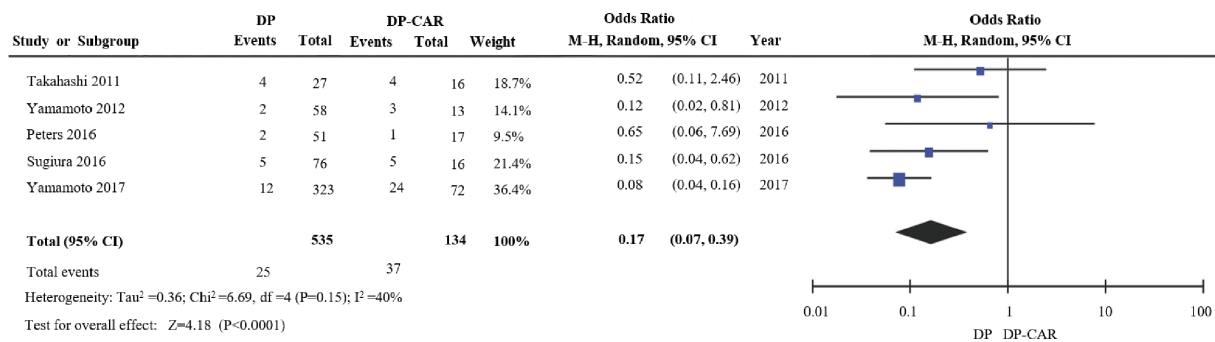 DP DP-CAR Odds Ratio Odds Ratio
Study or Subgroup Events Total Events Total Weight M-H, Random, 95% CI Year M-H, Random, 95% CI
Takahashi 2011 4 27 4 16 18.7% 0.52 (0.11, 2.46) 2011
Yamamoto 2012 2 58 3 13 14.1% 0.12 (0.02, 0.81) 2012
Peters 2016 2 51 1 17 9.5% 0.65 (0.06, 7.69) 2016
Sugiura 2016 5 76 5 16 21.4% 0.15 (0.04, 0.62) 2016
Yamamoto 2017 12 323 24 72 36.4% 0.08 (0.04, 0.16) 2017
Total (95% CI) 535 134 100% 0.17 (0.07, 0.39)
Total events 25 37
Heterogeneity: Tau² =0.36; Chi² =6.69, df =4 (P=0.15); I² =40%
Test for overall effect: Z=4.18 (P<0.0001)
0.01 0.1 1 10 100
DP DP-CAR